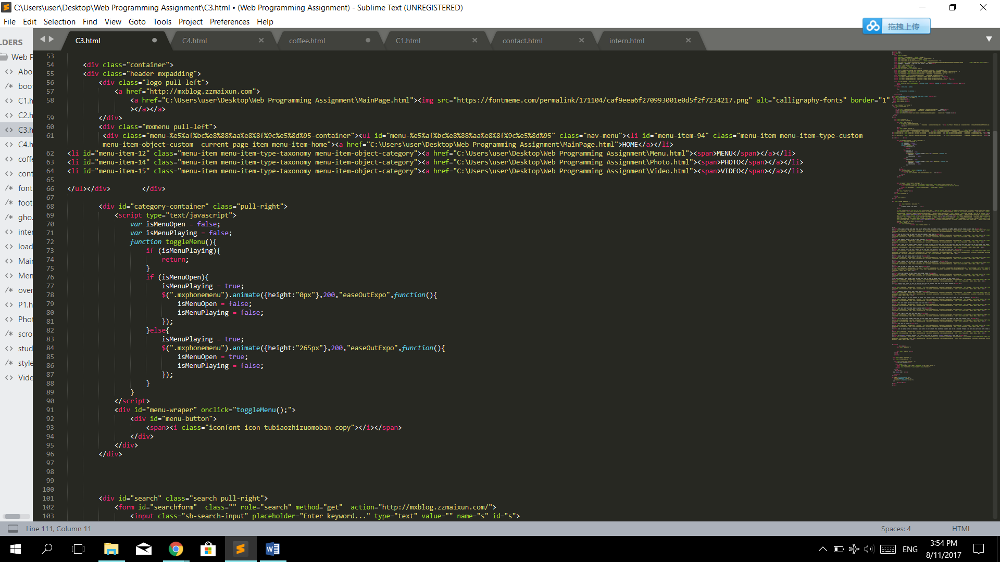 C:\Users\user\Desktop\Web Programming Assignment\C3.html • (Web Programming Assignment) - Sublime Text (UNREGISTERED)
File Edit Selection Find View Goto Tools Project Preferences Help
拖拽上传
LDERS
C3.html C4.html coffee.html C1.html contact.html intern.html
Web P
<> Abo
/* boot
<> C1.h
<> C2.h
<> C3.h
<> C4.h
<> coffe
<> cont
/* font
/* foot
/* gho.
<> inter
<> load
<> Main
<> Men
/* over
<> P1.h
<> Phot
/* scro
<> stud
/* style
<> Vide
53
54 <div class="container">
55 <div class="header mxpadding">
56 <div class="logo pull-left">
57 <a href="http://mxblog.zzmaixun.com">
58 <a href="C:\Users\user\Desktop\Web Programming Assignment\MainPage.html"><img src="https://fontmeme.com/permalink/171104/caf9eea6f270993001e0d5f2f7234217.png" alt="calligraphy-fonts" border="1"
></a></a>
59 </div>
60 <div class="mxmenu pull-left">
61 <div class="menu-%e5%af%bc%e8%88%aa%e8%8f%9c%e5%8d%95-container"><ul id="menu-%e5%af%bc%e8%88%aa%e8%8f%9c%e5%8d%95" class="nav-menu"><li id="menu-item-94" class="menu-item menu-item-type-custom
menu-item-object-custom  current_page_item menu-item-home"><a href="C:\Users\user\Desktop\Web Programming Assignment\MainPage.html">HOME</a></li>
62 <li id="menu-item-12" class="menu-item menu-item-type-taxonomy menu-item-object-category"><a href="C:\Users\user\Desktop\Web Programming Assignment\Menu.html"><span>MENU</span></a></li>
63 <li id="menu-item-14" class="menu-item menu-item-type-taxonomy menu-item-object-category"><a href="C:\Users\user\Desktop\Web Programming Assignment\Photo.html"><span>PHOTO</span></a></li>
64 <li id="menu-item-15" class="menu-item menu-item-type-taxonomy menu-item-object-category"><a href="C:\Users\user\Desktop\Web Programming Assignment\Video.html"><span>VIDEO</span></a></li>
65
66 </ul></div>        </div>
67
68 <div id="category-container" class="pull-right">
69 <script type="text/javascript">
70 var isMenuOpen = false;
71 var isMenuPlaying = false;
72 function toggleMenu(){
73 if (isMenuPlaying){
74 return;
75 }
76 if (isMenuOpen){
77 isMenuPlaying = true;
78 $(".mxphonemenu").animate({height:"0px"},200,"easeOutExpo",function(){
79 isMenuOpen = false;
80 isMenuPlaying = false;
81 });
82 }else{
83 isMenuPlaying = true;
84 $(".mxphonemenu").animate({height:"265px"},200,"easeOutExpo",function(){
85 isMenuOpen = true;
86 isMenuPlaying = false;
87 });
88 }
89 }
90 </script>
91 <div id="menu-wraper" onclick="toggleMenu();">
92 <div id="menu-button">
93 <span><i class="iconfont icon-tubiaozhizuomoban-copy"></i></span>
94 </div>
95 </div>
96 </div>
97
98
99
100
101 <div id="search" class="search pull-right">
102 <form id="searchform"  class="" role="search" method="get"  action="http://mxblog.zzmaixun.com/">
103 <input class="sb-search-input" placeholder="Enter keyword..." type="text" value="" name="s" id="s">
Line 111, Column 11 Spaces: 4 HTML
ENG
3:54 PM
8/11/2017